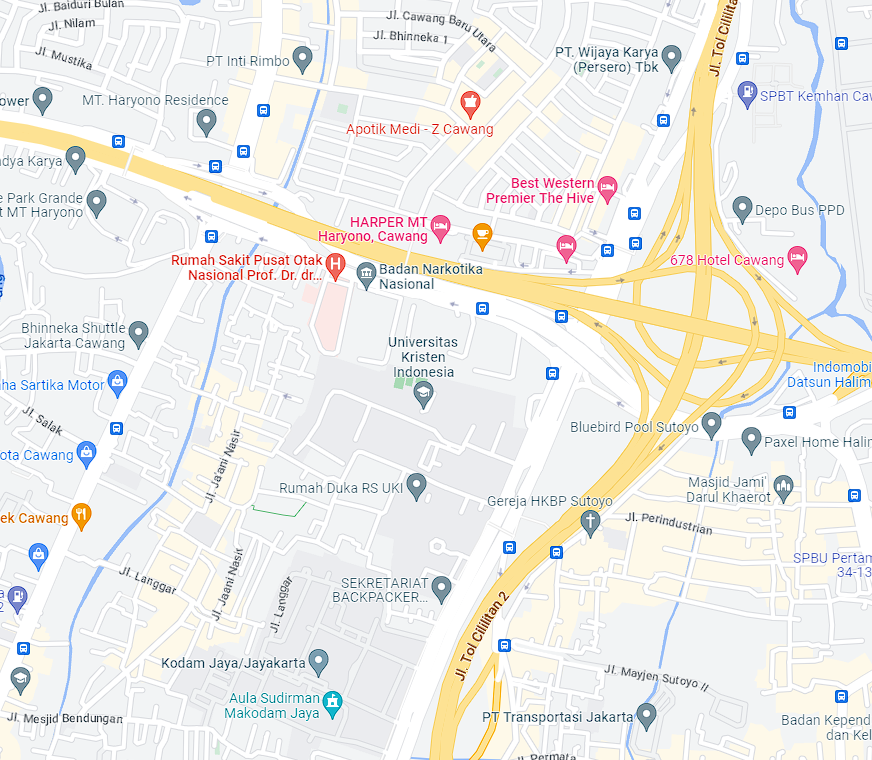 Jl. Baiduri Bulan
Jl. Nilam
Jl. Mustika
PT Inti Rimbo
Jl. Cawang Baru Utara
Jl. Bhinneka 1
PT. Wijaya Karya
(Persero) Tbk
Jl. Tol Cililitan
SPBT Kemhan Caw
ower
MT. Haryono Residence
Apotik Medi - Z Cawang
dya Karya
e Park Grande
t MT Haryono
Best Western
Premier The Hive
HARPER MT
Haryono, Cawang
Depo Bus PPD
678 Hotel Cawang
Rumah Sakit Pusat Otak
Nasional Prof. Dr. dr...
H
Badan Narkotika
Nasional
Bhinneka Shuttle
Jakarta Cawang
Universitas
Kristen
Indonesia
Indomobi
Datsun Halim
ha Sartika Motor
Jl. Salak
Bluebird Pool Sutoyo
Paxel Home Halim
ota Cawang
Jl. Ja'ani Nasir
Rumah Duka RS UKI
Masjid Jami'
Darul Khaerot
Gereja HKBP Sutoyo
ek Cawang
Jl. Perindustrian
SPBU Pertam
34-13
Jl. Langgar
Jl. Jaani Nasir
Jl. Langgar
SEKRETARIAT
BACKPACKER...
a
2
Jl. Tol Cililitan 2
Kodam Jaya/Jayakarta
Jl. Mayjen Sutoyo II
Aula Sudirman
Makodam Jaya
PT Transportasi Jakarta
Jl. Mesjid Bendungan
Badan Kepend
dan Kel
Jl. Permata